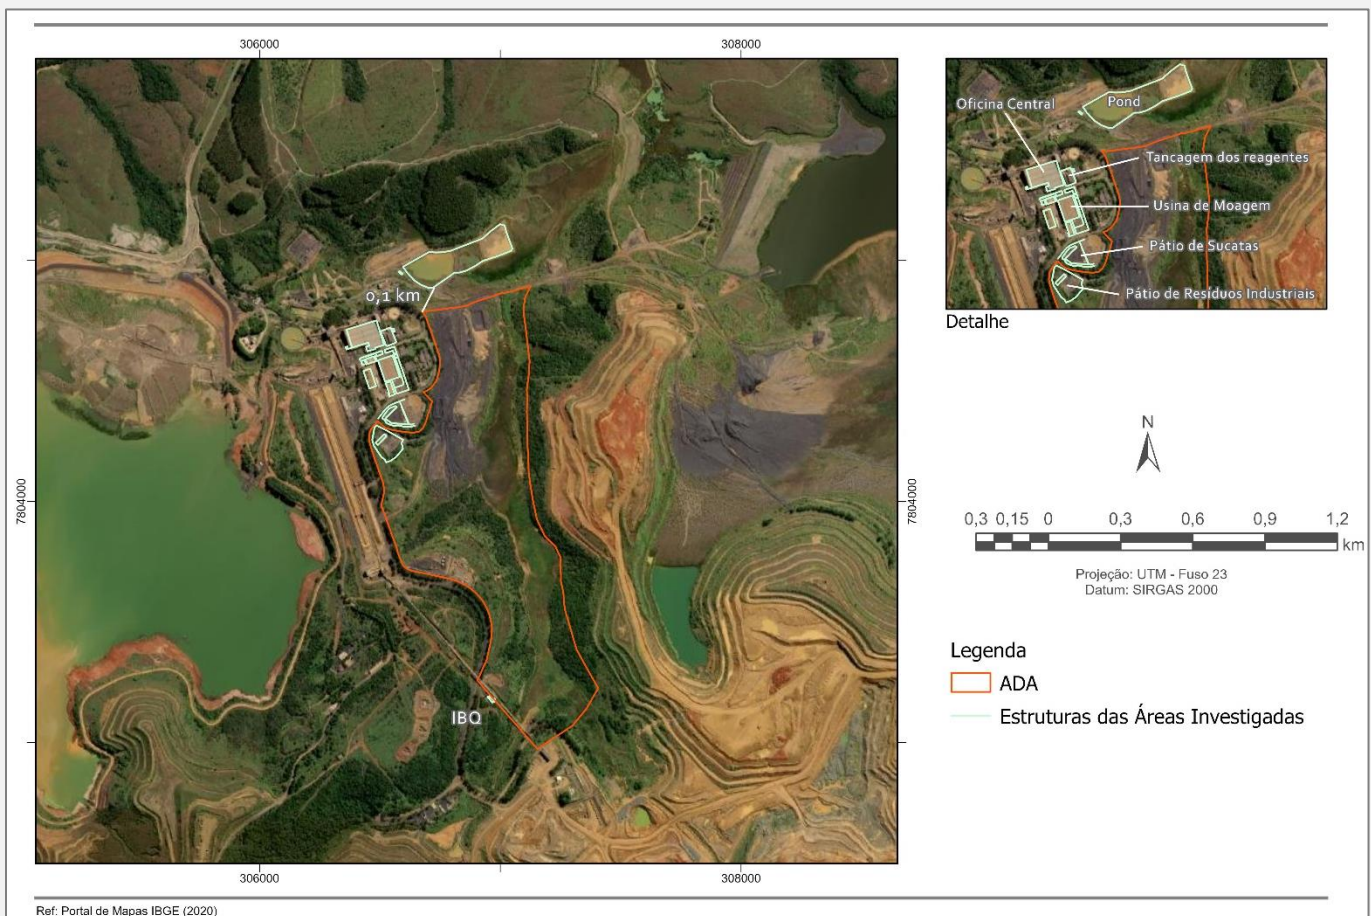 306000
308000
7804000
7804000
0,1 km
IBQ
306000
308000
Oficina Central
Pond
Tancagem dos reagentes
Usina de Moagem
Pátio de Sucatas
Pátio de Resíduos Industriais
Detalhe
N
0,3 0,15 0 0,3 0,6 0,9 1,2
km
Projeção: UTM - Fuso 23
Datum: SIRGAS 2000
Legenda
ADA
Estruturas das Áreas Investigadas
Ref: Portal de Mapas IBGE (2020)